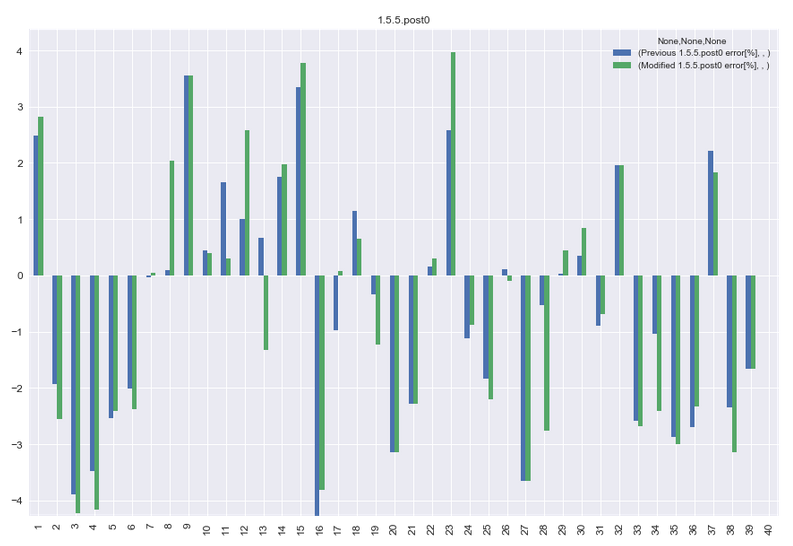 1.5.5.post0
None,None,None
(Previous 1.5.5.post0 error[%], , )
(Modified 1.5.5.post0 error[%], , )
4
3
2
1
0
−1
−2
−3
−4
1 2 3 4 5 6 7 8 9 10 11 12 13 14 15 16 17 18 19 20 21 22 23 24 25 26 27 28 29 30 31 32 33 34 35 36 37 38 39 40